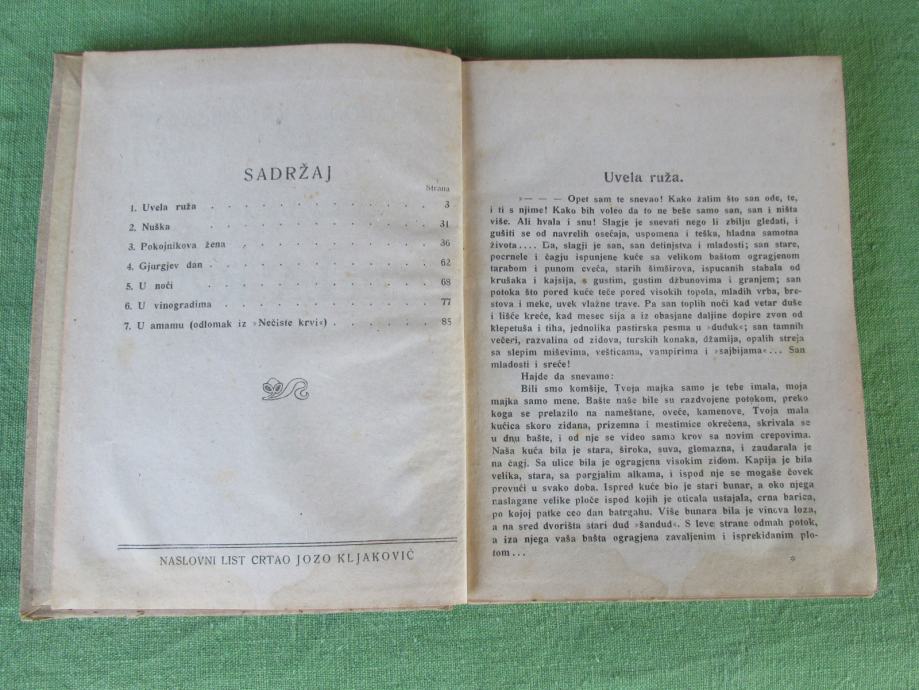 SADRŽAJ
Strana
1. Uvela ruža . . . . . . . . . . . . 3
2. Nuška . . . . . . . . . . . . 31
3. Pokojnikova žena . . . . . . . . . . 36
4. Gjurgjev dan . . . . . . . . . . . 62
5. U noći . . . . . . . . . . . . 68
6. U vinogradima . . . . . . . . . . . 77
7. U amamu (odlomak iz »Nečiste krvi«) . . . . . . 85
NASLOVNI LIST CRTAO JOZO KLJAKOVIĆ
Uvela ruža.
»— — — Opet sam te snevao! Kako žalim što san ode, te,
i ti s njime! Kako bih voleo da to ne beše samo san, san i ništa
više. Ali hvala i snu! Slagje je snevati nego li zbilju gledati, i
gušiti se od navrelih osećaja, uspomena u teška, hladna samotna
života.... Da, slagji je san, san detinjstva i mladosti; san stare,
pocrnele i čagju ispunjene kuće sa velikom baštom ogragjenom
tarabom i punom cveća, starih šimširova, ispucanih stabala od
krušaka i kajsija, s gustim, gustim džbunovima i granjem; san
potoka što pored kuće teče pored visokih topola, mladih vrba, bre-
stova i meke, uvek vlažne trave. Pa san toplih noći kad vetar duše
i lišće kreće, kad mesec sija a iz obasjane daljine dopire zvon od
klepetuša i tiha, jednolika pastirska pesma u »duduk«; san tamnih
večeri, razvalina od zidova, turskih konaka, džamija, opalih streja
sa slepim miševima, vešticama, vampirima i »sajbijama«... San
mladosti i sreće!
Hajde da snevamo:
Bili smo komšije. Tvoja majka samo je tebe imala, moja
majka samo mene. Bašte naše bile su razdvojene potokom, preko
koga se prelazilo na nameštane, oveće, kamenove. Tvoja mala
kućica skoro zidana, prizemna i mestimice okrečena, skrivala se
u dnu bašte, i od nje se video samo krov sa novim crepovima.
Naša kuća bila je stara, široka, suva, glomazna, i zaudarala je
na čagj. Sa ulice bila je ogragjena visokim zidom. Kapija je bila
velika, stara, sa porgjalim alkama, i ispod nje se mogaše čovek
provući u svako doba. Ispred kuće bio je stari bunar, a oko njega
naslagane velike ploče ispod kojih je oticala ustajala, crna barica,
po kojoj patke ceo dan batrgahu. Više bunara bila je vinova loza,
a na sred dvorišta stari dud »šandud«. S leve strane odmah potok,
a iza njega vaša bašta ogragjena zavaljenim i isprekidanim plo-
tom...
*